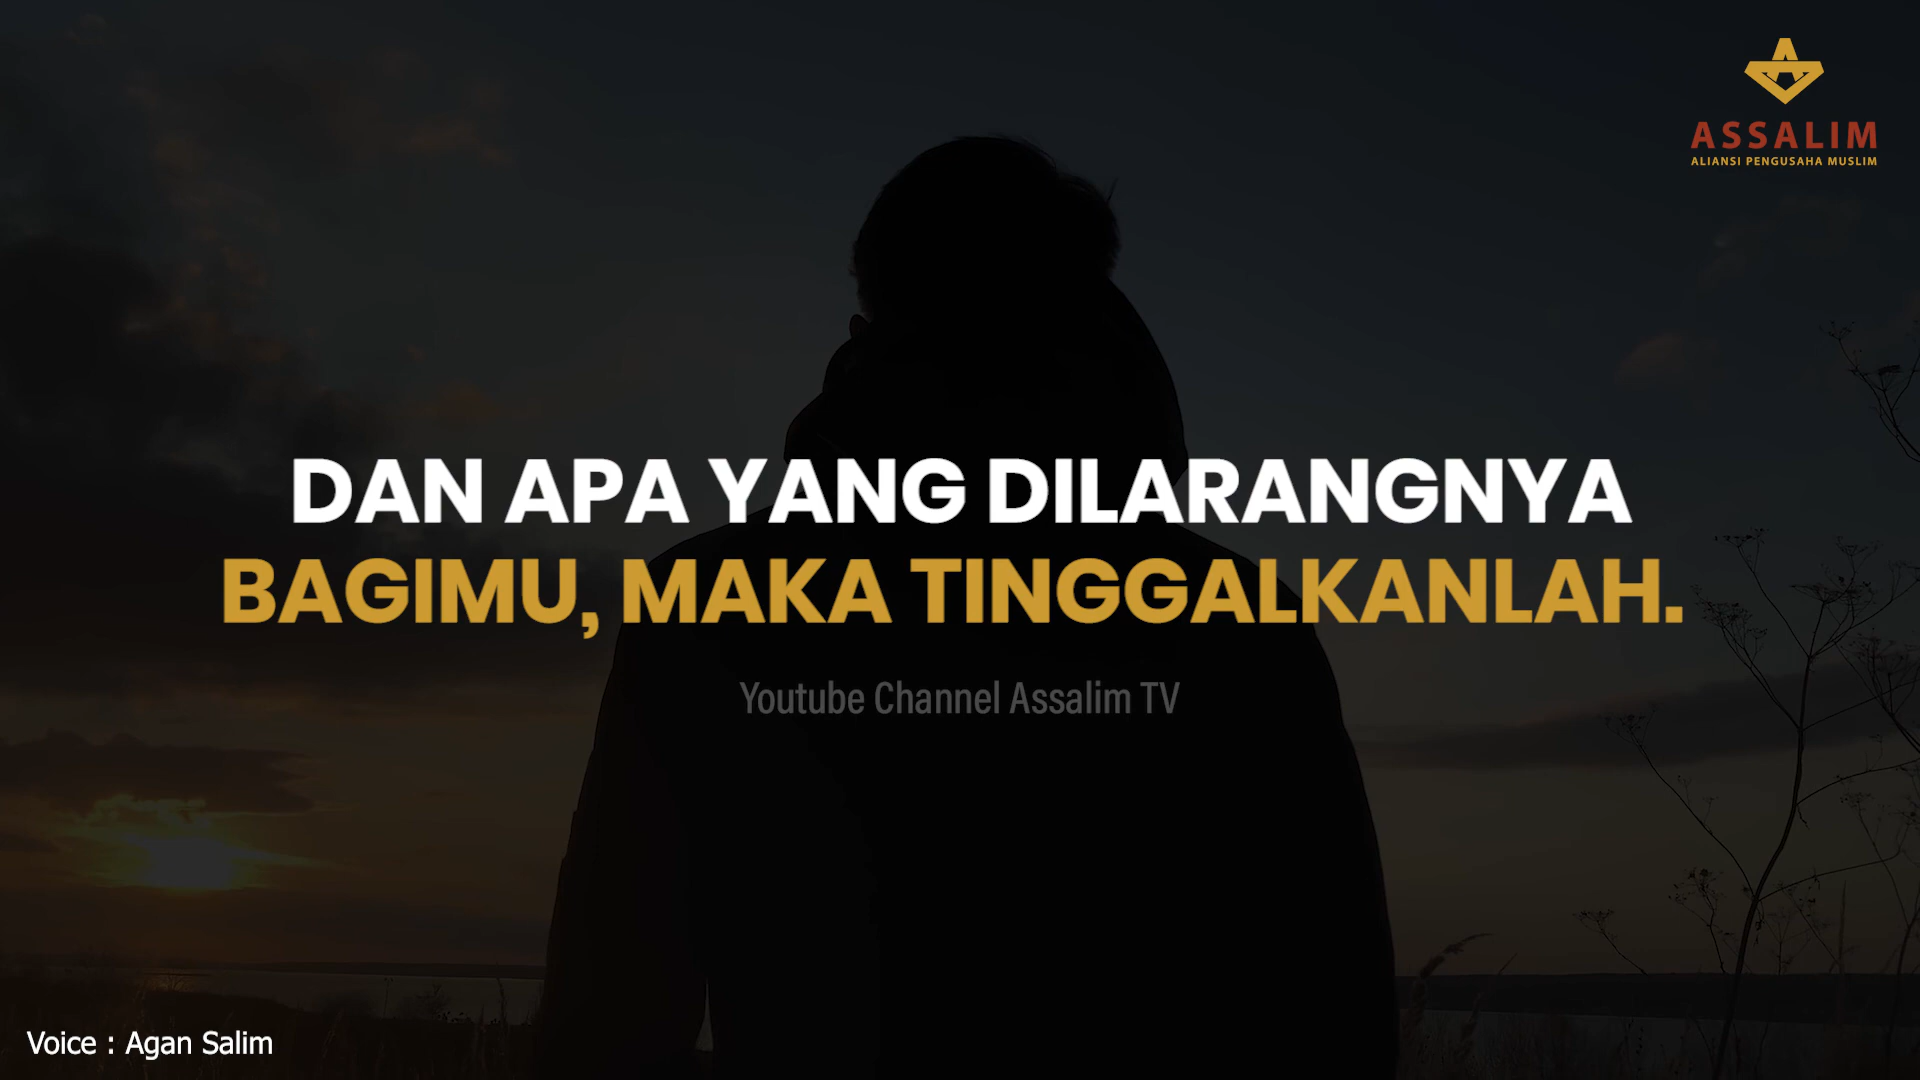 ASSALIM
ALIANSI PENGUSAHA MUSLIM
DAN APA YANG DILARANGNYA
BAGIMU, MAKA TINGGALKANLAH.
Youtube Channel Assalim TV
Voice : Agan Salim